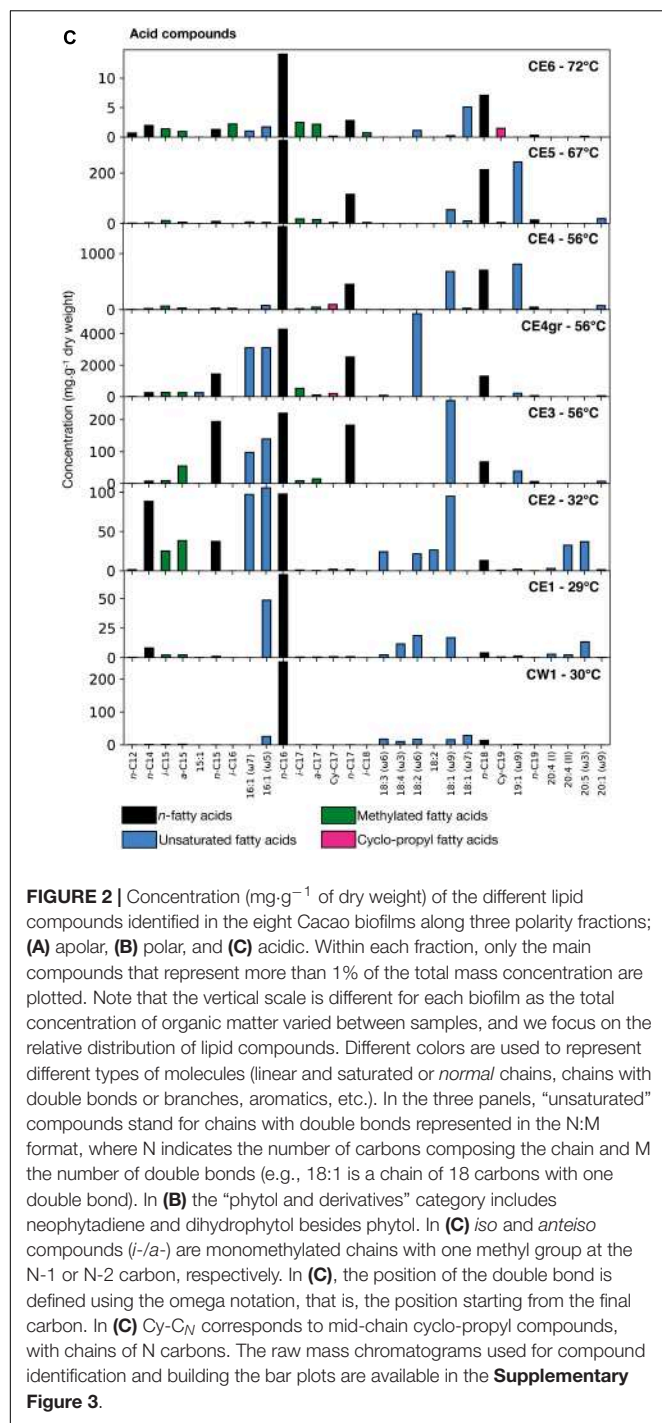 C
Acid compounds
CE6 - 72°C
10
5
0
CE5 - 67°C
200
0
CE4 - 56°C
1000
0
CE4gr - 56°C
4000
2000
0
CE3 - 56°C
200
100
0
CE2 - 32°C
100
50
0
CE1 - 29°C
50
25
0
CW1 - 30°C
200
100
0
Concentration (mg.g⁻¹ dry weight)
n-C12
n-C14
i-C15
a-C15
15:1
n-C15
i-C16
16:1 (ω7)
16:1 (ω5)
n-C16
i-C17
a-C17
Cy-C17
n-C17
i-C18
18:3 (ω6)
18:4 (ω3)
18:2 (ω6)
18:2
18:1 (ω9)
18:1 (ω7)
n-C18
Cy-C19
19:1 (ω9)
n-C19
20:4 (I)
20:4 (II)
20:5 (ω3)
20:1 (ω9)
n-fatty acids
Methylated fatty acids
Unsaturated fatty acids
Cyclo-propyl fatty acids
FIGURE 2 | Concentration (mg·g⁻¹ of dry weight) of the different lipid
compounds identified in the eight Cacao biofilms along three polarity fractions;
(A) apolar, (B) polar, and (C) acidic. Within each fraction, only the main
compounds that represent more than 1% of the total mass concentration are
plotted. Note that the vertical scale is different for each biofilm as the total
concentration of organic matter varied between samples, and we focus on the
relative distribution of lipid compounds. Different colors are used to represent
different types of molecules (linear and saturated or normal chains, chains with
double bonds or branches, aromatics, etc.). In the three panels, “unsaturated”
compounds stand for chains with double bonds represented in the N:M
format, where N indicates the number of carbons composing the chain and M
the number of double bonds (e.g., 18:1 is a chain of 18 carbons with one
double bond). In (B) the “phytol and derivatives” category includes
neophytadiene and dihydrophytol besides phytol. In (C) iso and anteiso
compounds (i-/a-) are monomethylated chains with one methyl group at the
N-1 or N-2 carbon, respectively. In (C), the position of the double bond is
defined using the omega notation, that is, the position starting from the final
carbon. In (C) Cy-C_N corresponds to mid-chain cyclo-propyl compounds,
with chains of N carbons. The raw mass chromatograms used for compound
identification and building the bar plots are available in the Supplementary
Figure 3.